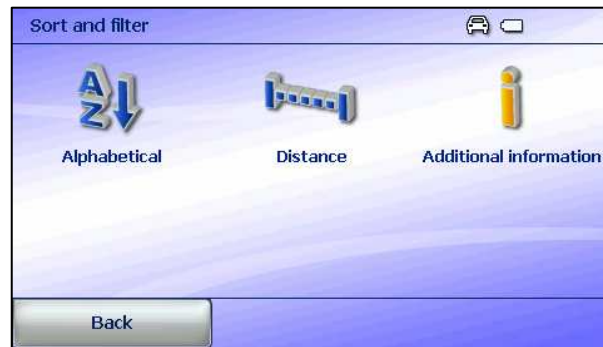 Sort and filter
A
Z
Alphabetical
Distance
Additional information
Back